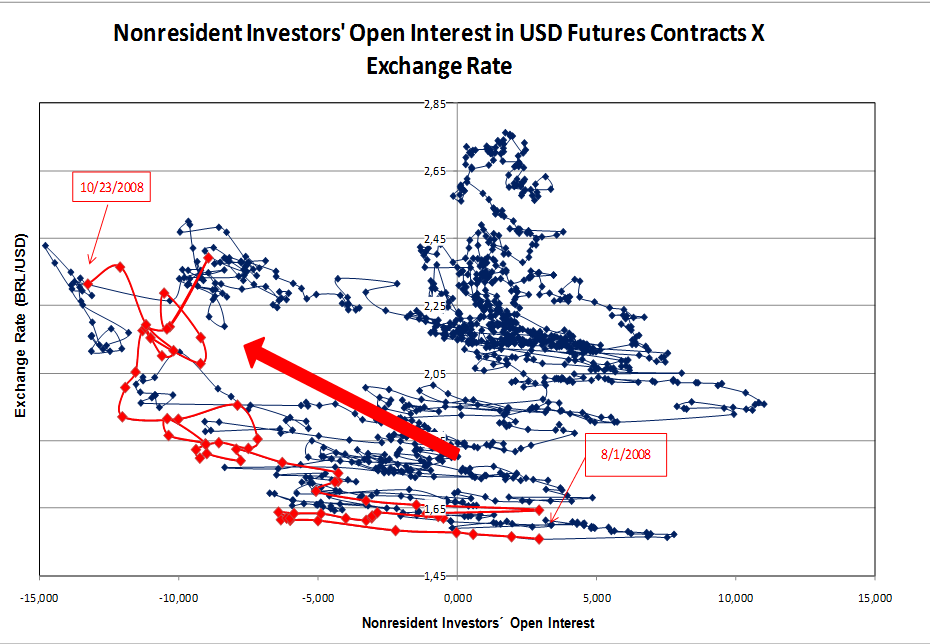 Nonresident Investors' Open Interest in USD Futures Contracts X
Exchange Rate
2,85
2,65
10/23/2008
2,45
Exchange Rate (BRL/USD)
2,25
2,05
8/1/2008
1,65
1,45
-15,000 -10,000 -5,000 0,000 5,000 10,000 15,000
Nonresident Investors´ Open Interest